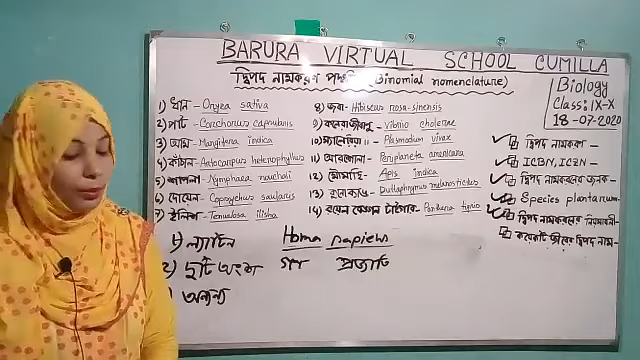 BARURA VIRTUAL SCHOOL CUMILLA
দ্বিপদ নামকরণ পদ্ধতি (Binomial nomenclature)
Biology
Class: IX-X
18-07-2020
1) ধান - Oryza sativa
2) পাট - Corchorus capsularis
3) আম - Mangifera indica
4) কাঁঠাল - Artocarpus heterophyllus
5) শাপলা - Nymphaea nouchali
6) দোয়েল - Copsychus saularis
7) ইলিশ - Tenualosa ilisha
৪) জবা - Hibiscus rosa-sinensis
9) কলেরা জীবাণু - Vibrio cholerae
10) ম্যালেরিয়া " - Plasmodium vivax
11) আরশোলা - Periplaneta americana
12) মৌমাছি - Apis indica
13) কুনোব্যাঙ - Duttaphrynus melanostictus
14) রয়েল বেঙ্গল টাইগার - Panthera tigris
দ্বিপদ নামকরণ -
ICBN, ICZN -
দ্বিপদ নামকরণের জনক -
Species plantarum -
দ্বিপদ নামকরণের নিয়মাবলী -
কয়েকটি জীবের দ্বিপদ নাম -
1) ল্যাটিন Homo sapiens
2) দুটি অংশ গণ প্রজাতি
) অনন্য